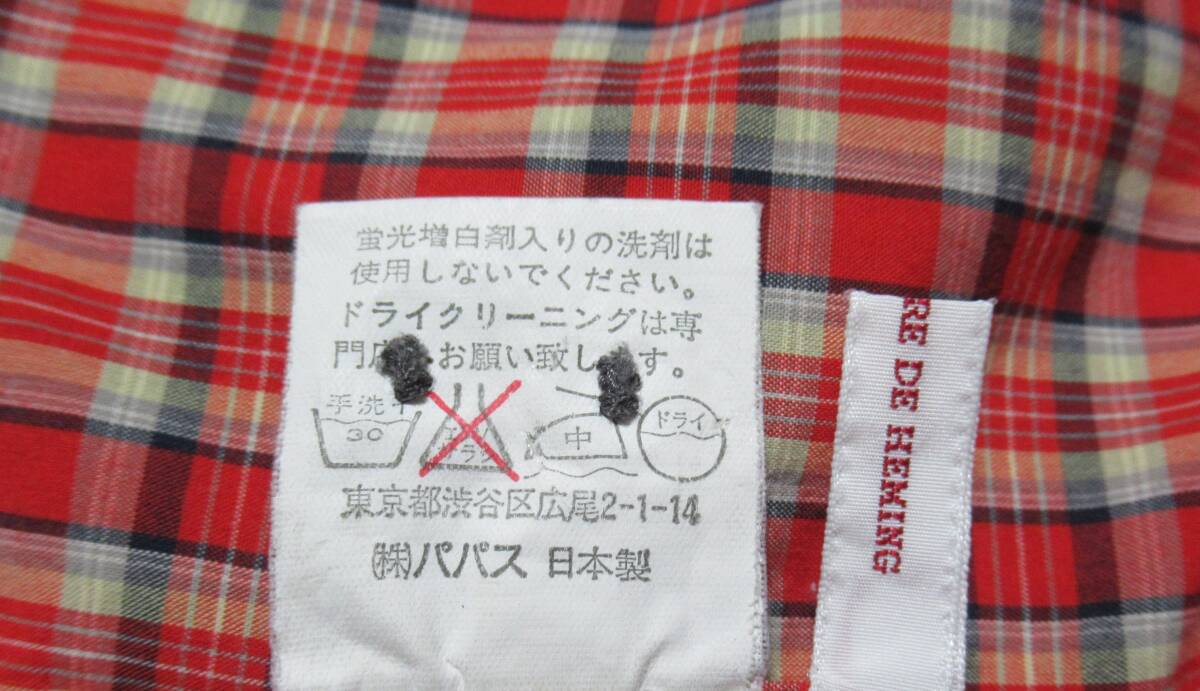 蛍光増白剤入りの洗剤は
使用しないでください。
ドライクリーニングは専
門店 お願い致し す。
手洗イ
30
中
ドライ
東京都渋谷区広尾2-1-14
(株)パパス 日本製
RE DE HEMING